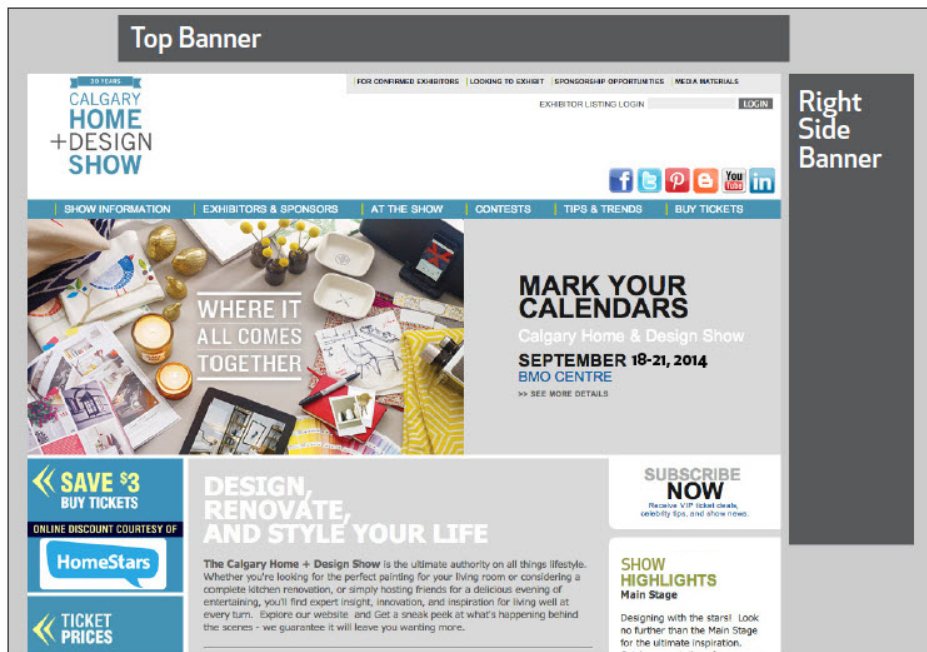 Top Banner
Right
Side
Banner
30 YEARS
CALGARY
HOME
+DESIGN
SHOW
FOR CONFIRMED EXHIBITORS | LOOKING TO EXHIBIT | SPONSORSHIP OPPORTUNITIES | MEDIA MATERIALS
EXHIBITOR LISTING LOGIN LOGIN
You
Tube
in
SHOW INFORMATION | EXHIBITORS & SPONSORS | AT THE SHOW | CONTESTS | TIPS & TRENDS | BUY TICKETS
WHERE IT
ALL COMES
TOGETHER
MARK YOUR
CALENDARS
Calgary Home & Design Show
SEPTEMBER 18-21, 2014
BMO CENTRE
>> SEE MORE DETAILS
SAVE $3
BUY TICKETS
ONLINE DISCOUNT COURTESY OF
HomeStars
TICKET
PRICES
DESIGN,
RENOVATE,
AND STYLE YOUR LIFE
The Calgary Home + Design Show is the ultimate authority on all things lifestyle.
Whether you're looking for the perfect painting for your living room or considering a
complete kitchen renovation, or simply hosting friends for a delicious evening of
entertaining, you'll find expert insight, innovation, and inspiration for living well at
every turn. Explore our website and Get a sneak peek at what's happening behind
the scenes - we guarantee it will leave you wanting more.
SUBSCRIBE
NOW
Receive VIP ticket deals,
celebrity tips, and show news.
SHOW
HIGHLIGHTS
Main Stage
Designing with the stars! Look
no further than the Main Stage
for the ultimate inspiration.